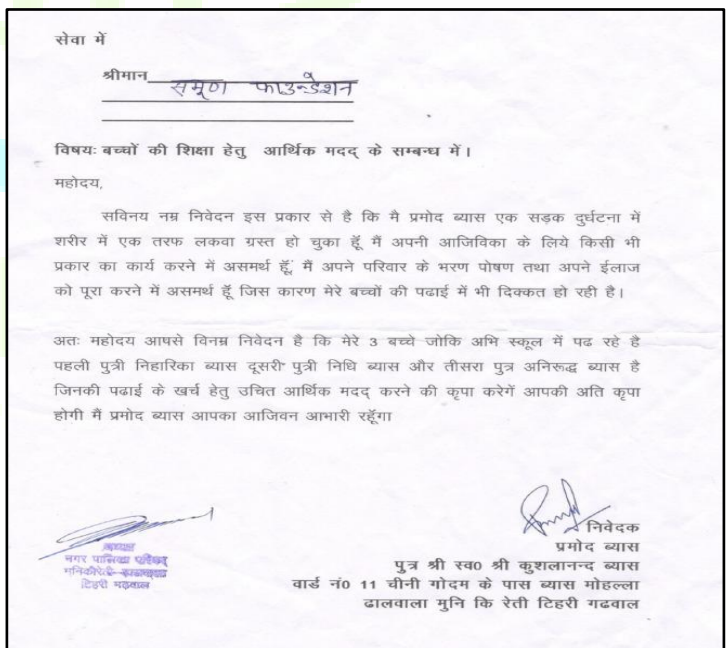 सेवा में
श्रीमान समूण फाउन्डेशन
विषयः बच्चों की शिक्षा हेतु आर्थिक मदद् के सम्बन्ध में।
महोदय,
सविनय नम्र निवेदन इस प्रकार से है कि मै प्रमोद ब्यास एक सड़क दुर्घटना में
शरीर में एक तरफ लकवा ग्रस्त हो चुका हूँ मैं अपनी आजिविका के लिये किसी भी
प्रकार का कार्य करने में असमर्थ हूँ, मैं अपने परिवार के भरण पोषण तथा अपने ईलाज
को पूरा करने में असमर्थ हूँ जिस कारण मेरे बच्चों की पढाई में भी दिक्कत हो रही है।
अतः महोदय आपसे विनम्र निवेदन है कि मेरे 3 बच्चे जोकि अभि स्कूल में पढ रहे है
पहली पुत्री निहारिका ब्यास दूसरी पुत्री निधि ब्यास और तीसरा पुत्र अनिरूद्ध ब्यास है
जिनकी पढाई के खर्च हेतु उचित आर्थिक मदद् करने की कृपा करेगें आपकी अति कृपा
होगी मैं प्रमोद ब्यास आपका आजिवन आभारी रहूँगा
निवेदक
प्रमोद ब्यास
पुत्र श्री स्व0 श्री कुशलानन्द ब्यास
वार्ड नं0 11 चीनी गोदम के पास ब्यास मोहल्ला
ढालवाला मुनि कि रेती टिहरी गढवाल
अध्यक्ष
नगर पालिका परिषद्
मुनिकीरेती
टिहरी गढ़वाल